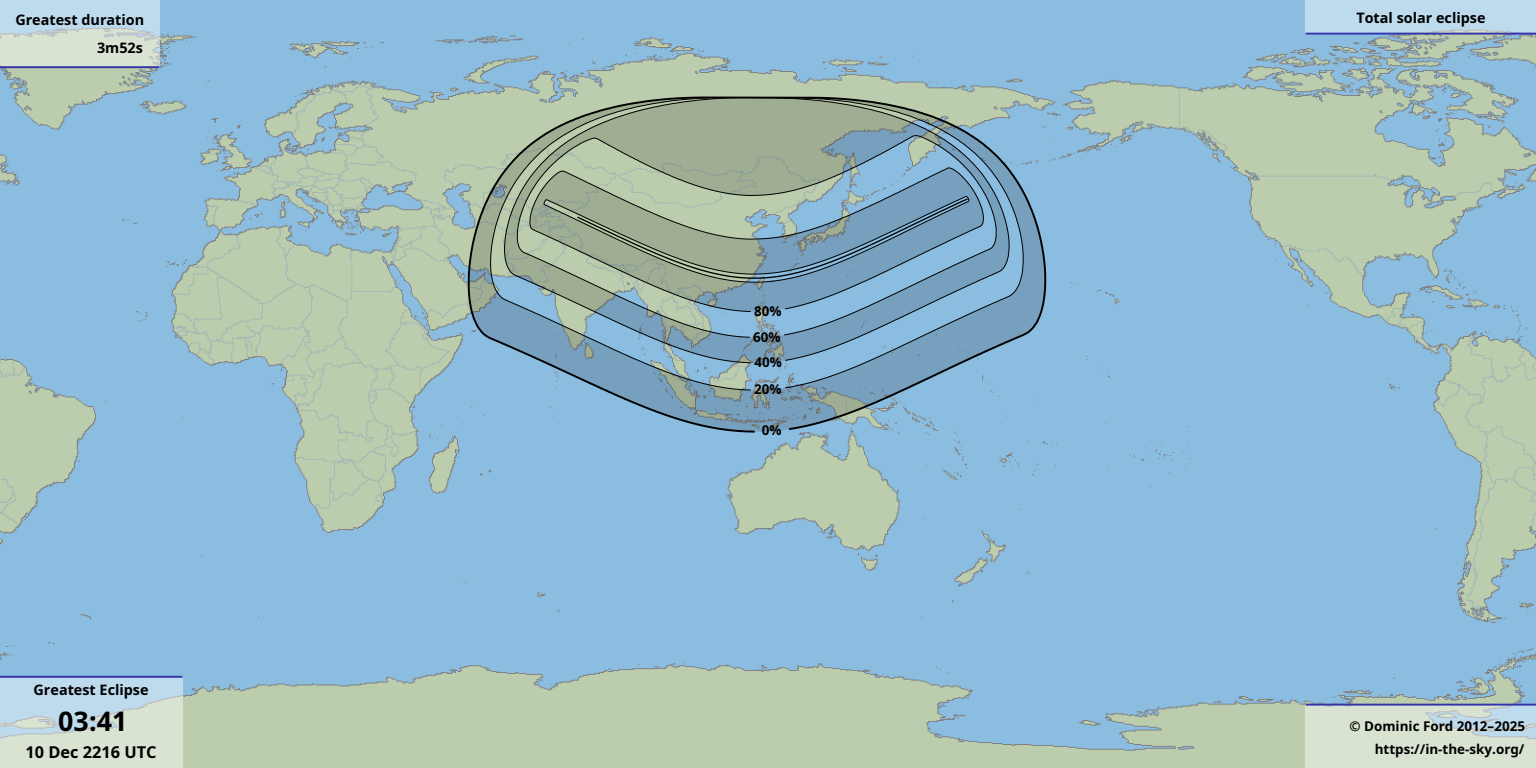 Greatest duration
3m52s
Total solar eclipse
80%
60%
40%
20%
0%
Greatest Eclipse
03:41
10 Dec 2216 UTC
© Dominic Ford 2012–2025
https://in-the-sky.org/